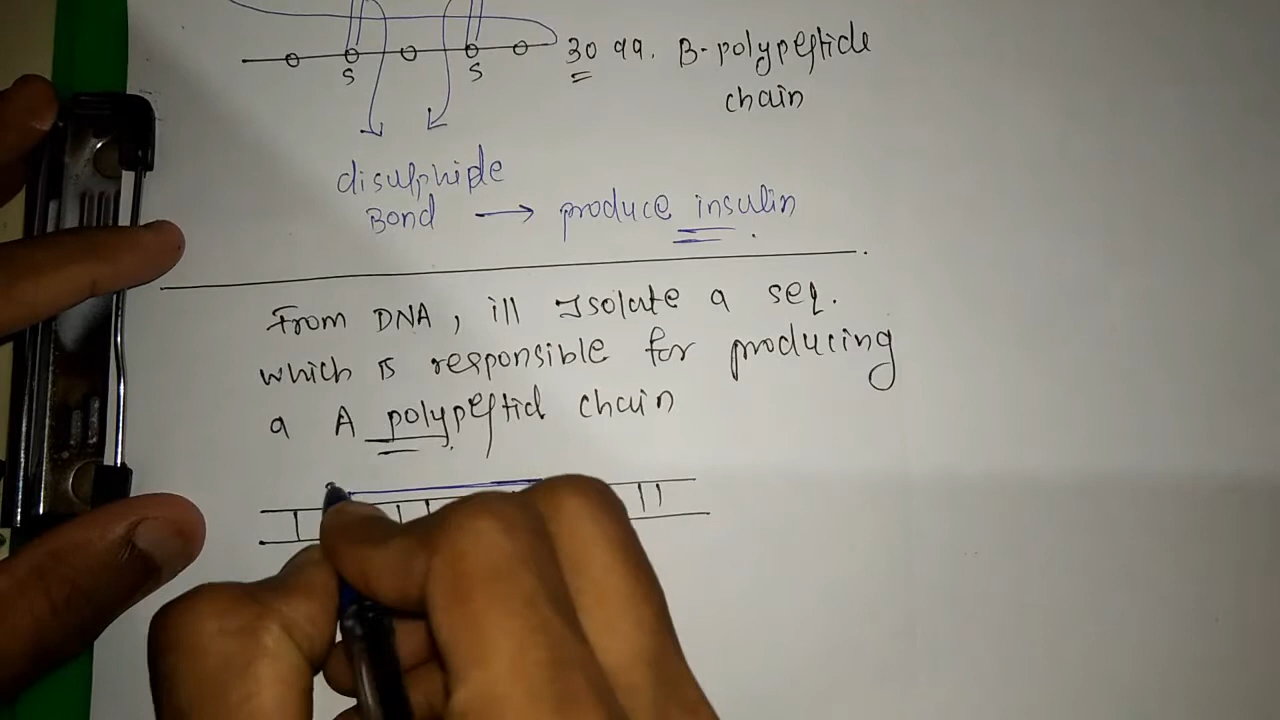 30 aa. B-polypeptide
chain
S
S
disulphide
Bond → produce insulin
From DNA, ill Isolate a seq.
which is responsible for producing
a A polypeptid chain